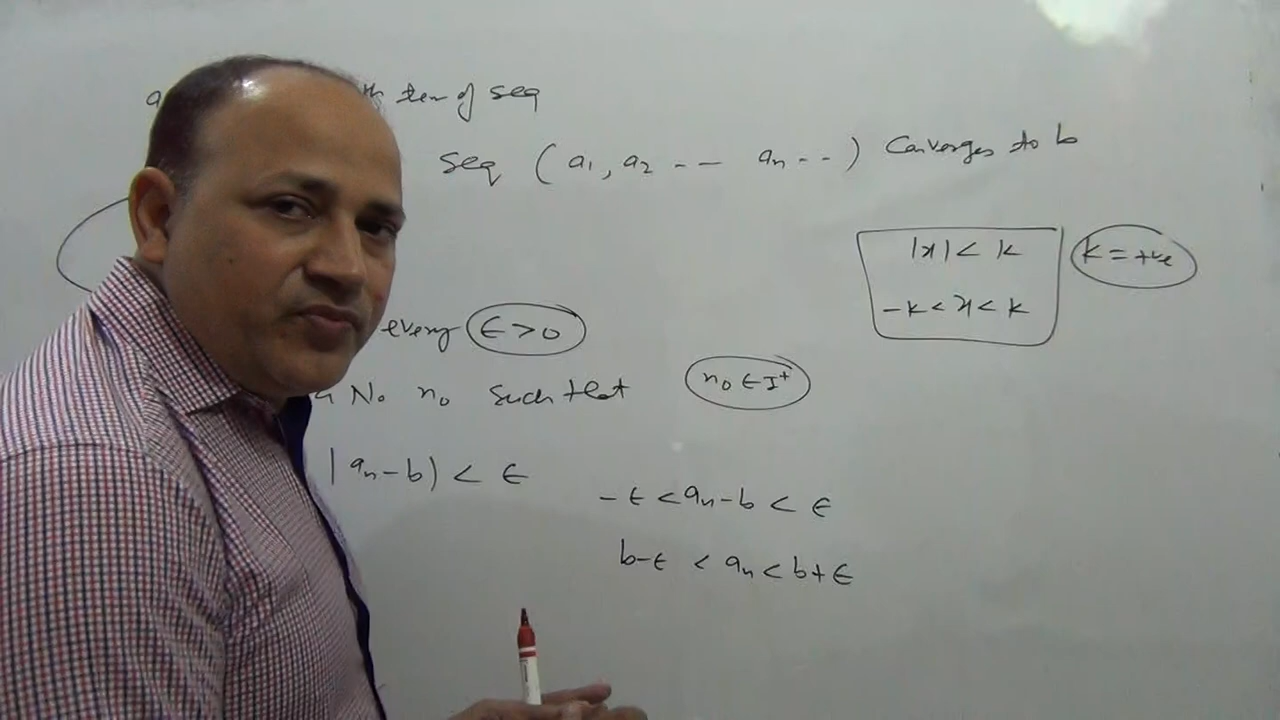 a th term of seq
seq (a1, a2 -- -- an -- ) Converges to b
|x| < k
k = +ve
-k < x < k
every ϵ > 0
No n0 such that
n0 ∈ I+
|an - b) < ϵ
-ϵ < an - b < ϵ
b-ϵ < an < b+ϵ